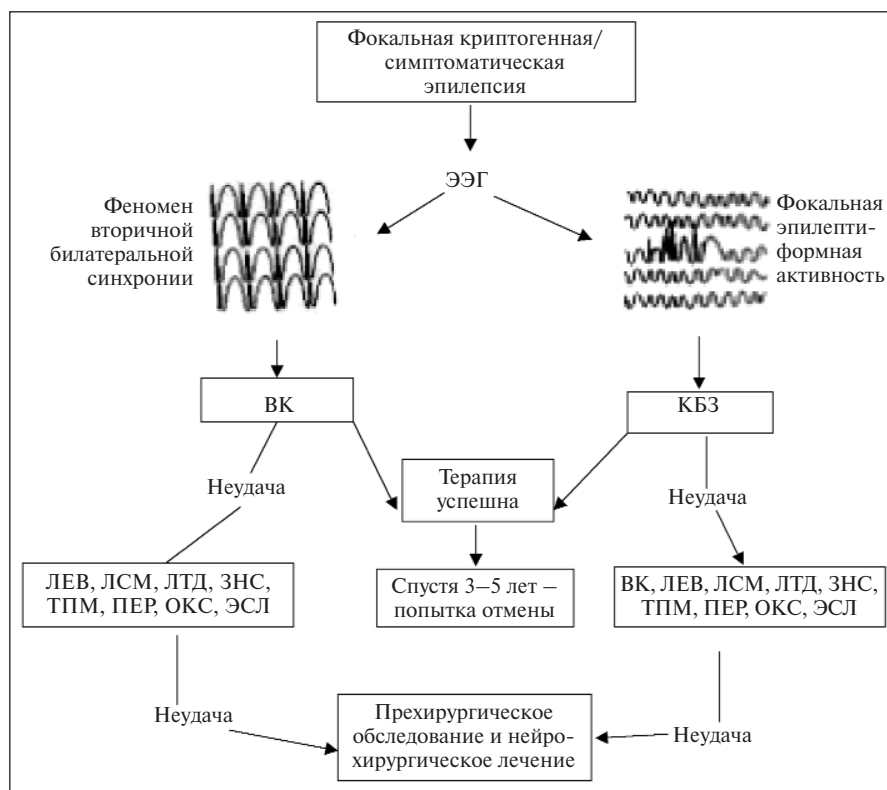 Фокальная криптогенная/
симптоматическая
эпилепсия
ЭЭГ
Феномен
вторичной
билатеральной
синхронии
Фокальная
эпилепти-
формная
активность
ВК
КБЗ
Неудача
Терапия
успешна
Неудача
ЛЕВ, ЛСМ, ЛТД, ЗНС,
ТПМ, ПЕР, ОКС, ЭСЛ
Спустя 3–5 лет –
попытка отмены
ВК, ЛЕВ, ЛСМ, ЛТД, ЗНС,
ТПМ, ПЕР, ОКС, ЭСЛ
Неудача
Прехирургическое
обследование и нейро-
хирургическое лечение
Неудача